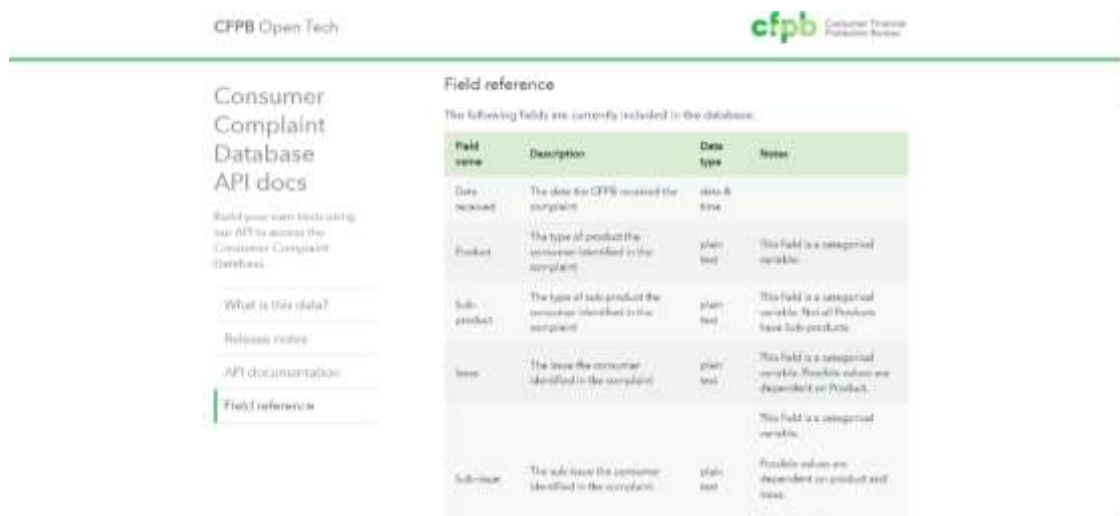 CFPB Open Tech
cfpb Consumer Financial
Protection Bureau
Consumer
Complaint
Database
API docs
Build your own tools using
our API to access the
Consumer Complaint
Database.
What is this data?
Release notes
API documentation
Field reference
Field reference
The following fields are currently included in the database.
Field
name
Description
Data
type
Notes
Date
received
The date the CFPB received the
complaint
date &
time
Product
The type of product the
consumer identified in the
complaint
plain
text
This field is a categorical
variable.
Sub-
product
The type of sub-product the
consumer identified in the
complaint
plain
text
This field is a categorical
variable. Not all Products
have Sub-products.
Issue
The issue the consumer
identified in the complaint
plain
text
This field is a categorical
variable. Possible values are
dependent on Product.
Sub-issue
The sub-issue the consumer
identified in the complaint
plain
text
This field is a categorical
variable.
Possible values are
dependent on product and
issue.